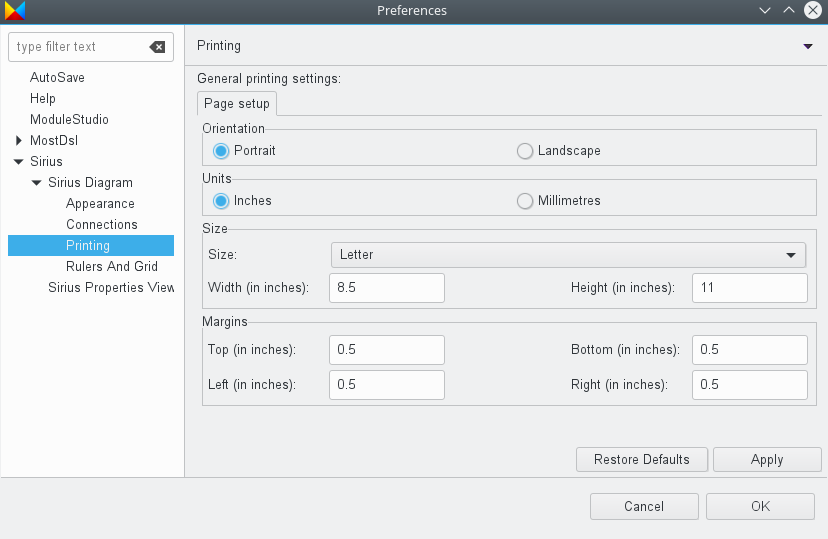 Preferences
type filter text
AutoSave
Help
ModuleStudio
MostDsl
Sirius
Sirius Diagram
Appearance
Connections
Printing
Rulers And Grid
Sirius Properties View
Printing
General printing settings:
Page setup
Orientation
Portrait
Landscape
Units
Inches
Millimetres
Size
Size:
Letter
Width (in inches):
8.5
Height (in inches):
11
Margins
Top (in inches):
0.5
Bottom (in inches):
0.5
Left (in inches):
0.5
Right (in inches):
0.5
Restore Defaults
Apply
Cancel
OK